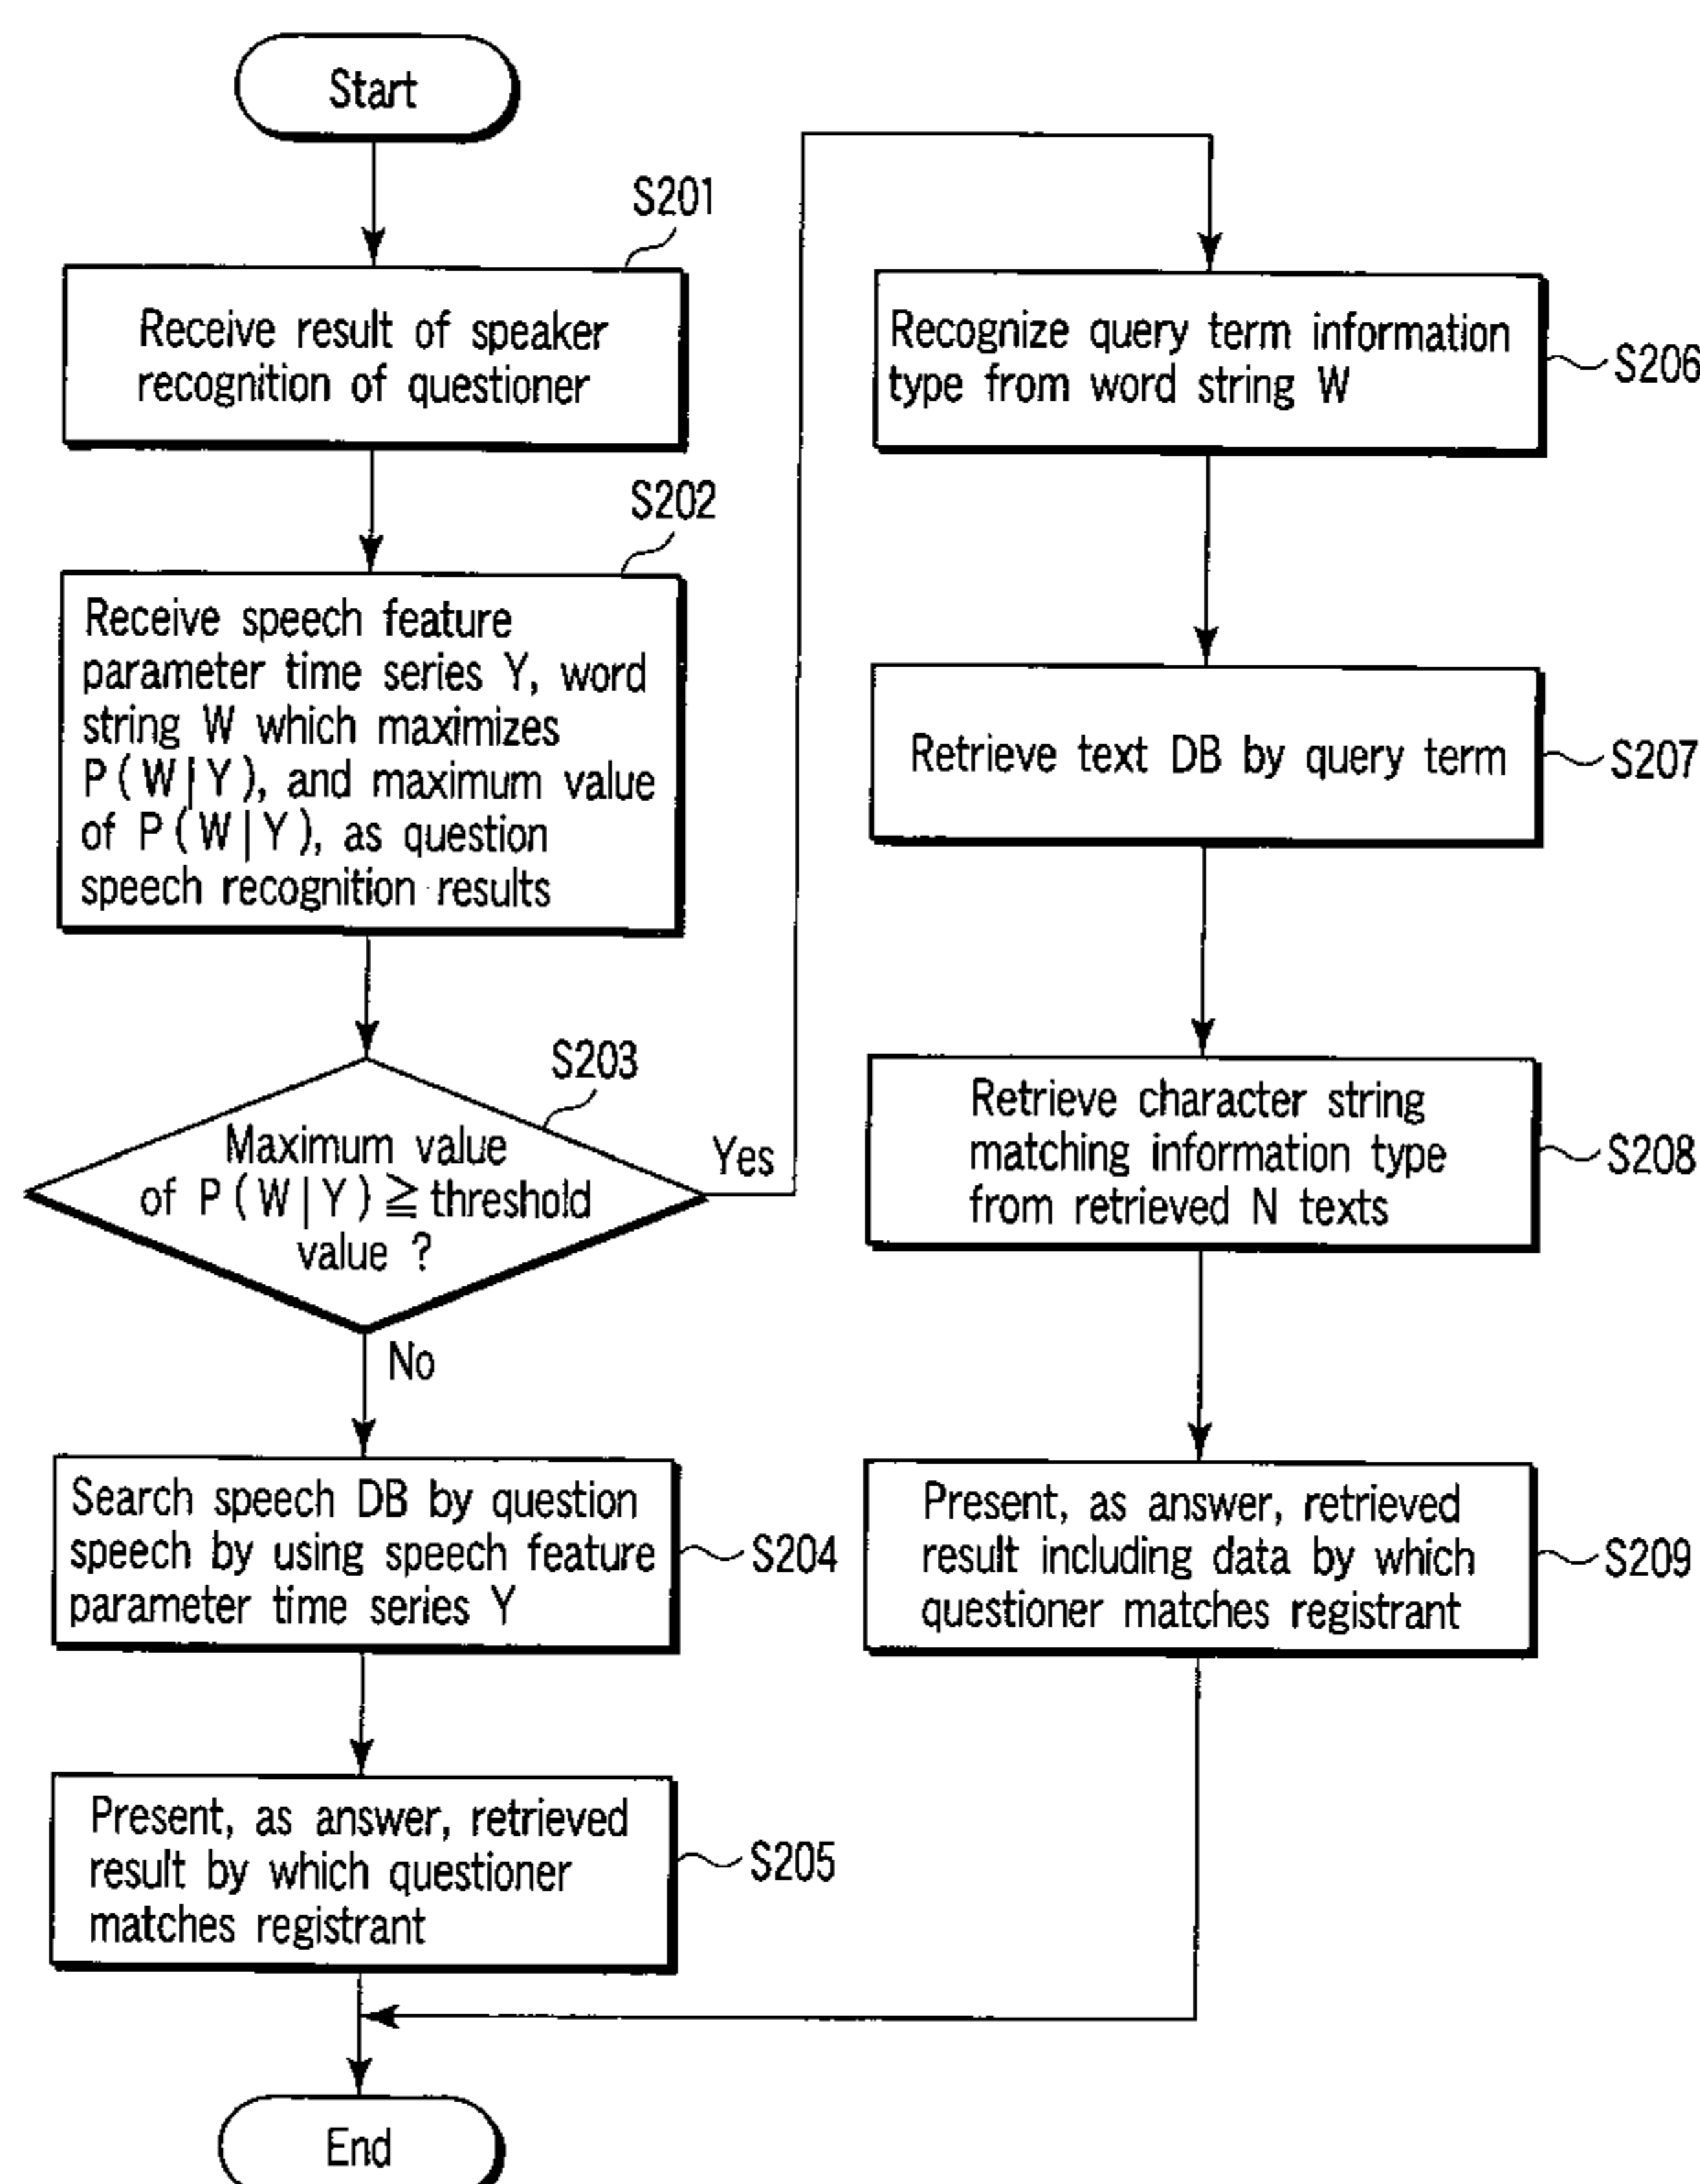 Start
S201
Receive result of speaker
recognition of questioner
S202
Receive speech feature
parameter time series Y, word
string W which maximizes
P(W|Y), and maximum value
of P(W|Y), as question
speech recognition results
S203
Maximum value
of P(W|Y) ≧ threshold
value ?
Yes
No
Search speech DB by question
speech by using speech feature
parameter time series Y
S204
Present, as answer, retrieved
result by which questioner
matches registrant
S205
Recognize query term information
type from word string W
S206
Retrieve text DB by query term
S207
Retrieve character string
matching information type
from retrieved N texts
S208
Present, as answer, retrieved
result including data by which
questioner matches registrant
S209
End